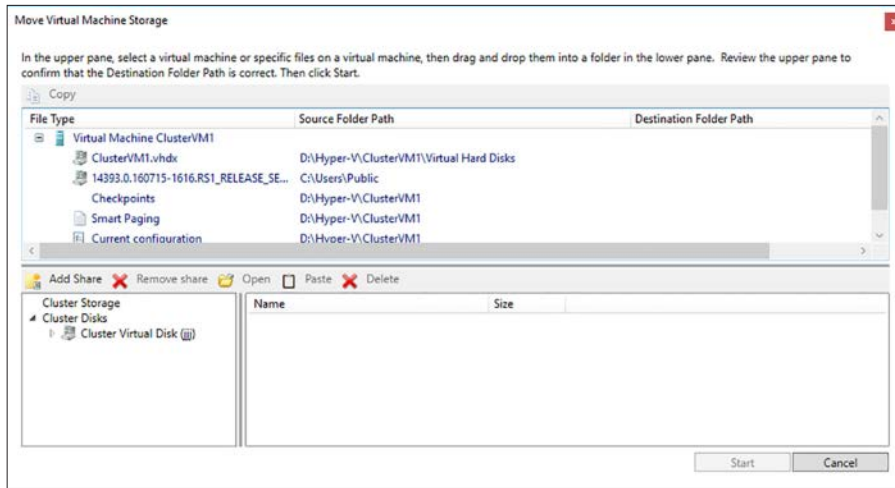 Move Virtual Machine Storage
In the upper pane, select a virtual machine or specific files on a virtual machine, then drag and drop them into a folder in the lower pane. Review the upper pane to
confirm that the Destination Folder Path is correct. Then click Start.
Copy
File Type Source Folder Path Destination Folder Path
Virtual Machine ClusterVM1
ClusterVM1.vhdx D:\Hyper-V\ClusterVM1\Virtual Hard Disks
14393.0.160715-1616.RS1_RELEASE_SE... C:\Users\Public
Checkpoints D:\Hyper-V\ClusterVM1
Smart Paging D:\Hyper-V\ClusterVM1
Current configuration D:\Hyper-V\ClusterVM1
Add Share Remove share Open Paste Delete
Cluster Storage Name Size
Cluster Disks
Cluster Virtual Disk (jjj)
Start Cancel